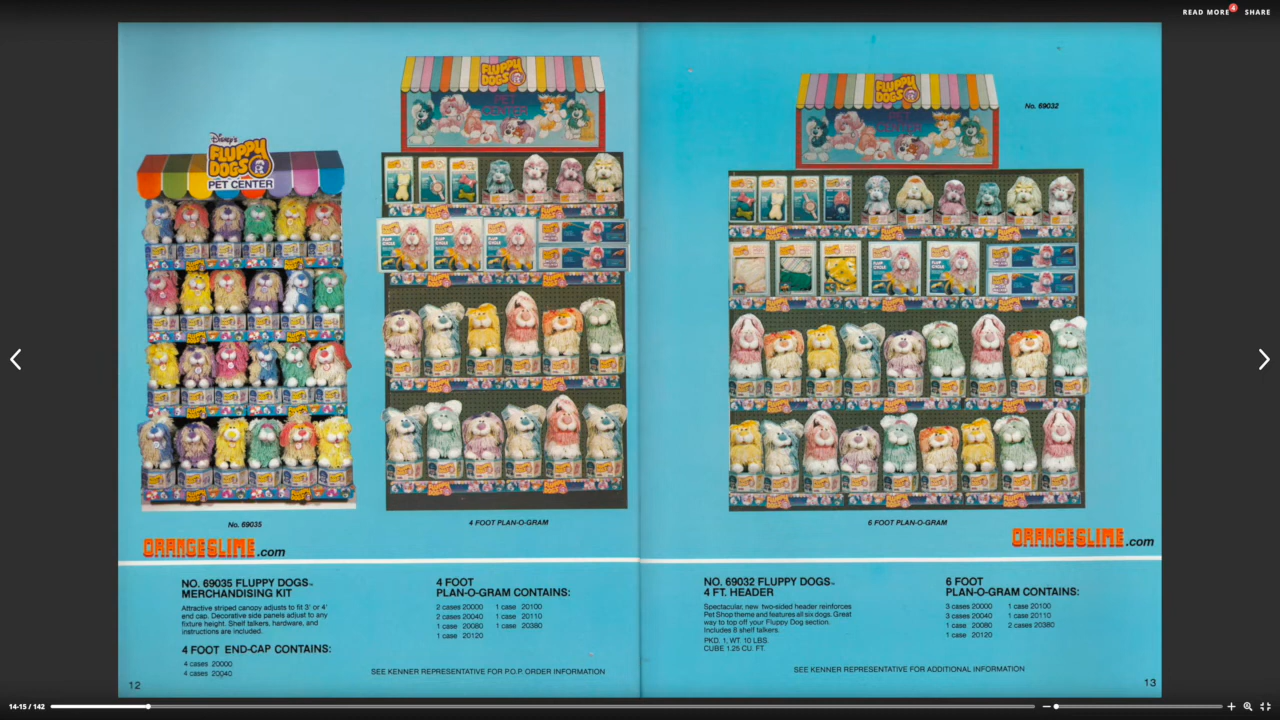 READ MORE 4 SHARE
DISNEY'S
FLUPPY
DOGS
PET CENTER
No. 69035
FLUPPY
DOGS
PET
CENTER
4 FOOT PLAN-O-GRAM
FLUPPY
DOGS
PET
CENTER
No. 69032
6 FOOT PLAN-O-GRAM
ORANGESLIME.com
ORANGESLIME.com
NO. 69035 FLUPPY DOGS™
MERCHANDISING KIT
Attractive striped canopy adjusts to fit 3' or 4'
end cap. Decorative side panels adjust to any
fixture height. Shelf talkers, hardware, and
instructions are included.
4 FOOT END-CAP CONTAINS:
4 cases 20000
4 cases 20040
4 FOOT
PLAN-O-GRAM CONTAINS:
2 cases 20000 1 case 20100
2 cases 20040 1 case 20110
1 case 20080 1 case 20380
1 case 20120
SEE KENNER REPRESENTATIVE FOR P.O.P. ORDER INFORMATION
12
NO. 69032 FLUPPY DOGS™
4 FT. HEADER
Spectacular, new two-sided header reinforces
Pet Shop theme and features all six dogs. Great
way to top off your Fluppy Dog section.
Includes 8 shelf talkers.
PKD. 1, WT. 10 LBS.
CUBE 1.25 CU. FT.
6 FOOT
PLAN-O-GRAM CONTAINS:
3 cases 20000 1 case 20100
3 cases 20040 1 case 20110
1 case 20080 2 cases 20380
1 case 20120
SEE KENNER REPRESENTATIVE FOR ADDITIONAL INFORMATION
13
14-15 / 142